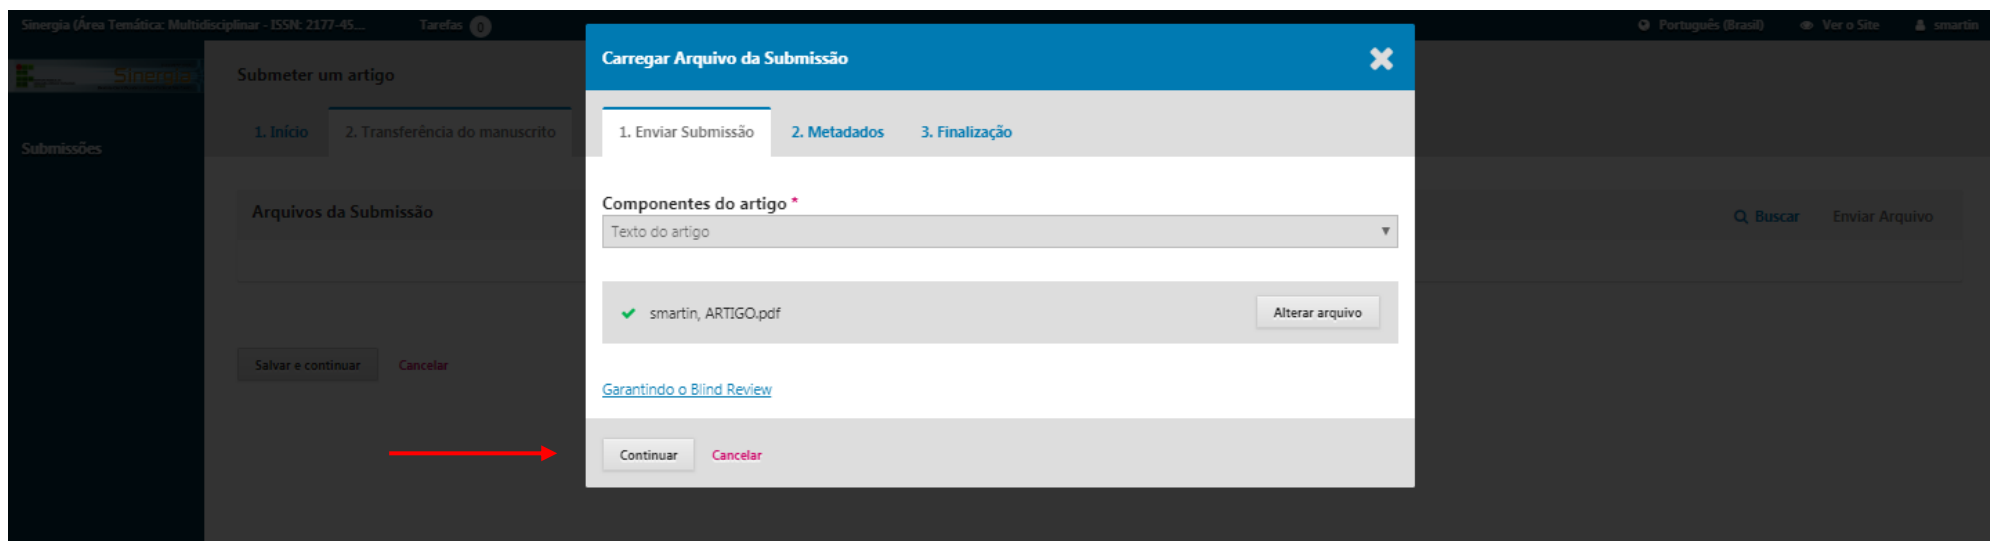 Sinergia (Área Temática: Multidisciplinar - ISSN: 2177-45... Tarefas 0 Português (Brasil) Ver o Site smartin
Sinergia
Submeter um artigo
1. Início 2. Transferência do manuscrito
Submissões
Arquivos da Submissão
Buscar Enviar Arquivo
Salvar e continuar Cancelar
Carregar Arquivo da Submissão
1. Enviar Submissão 2. Metadados 3. Finalização
Componentes do artigo *
Texto do artigo
smartin, ARTIGO.pdf Alterar arquivo
Garantindo o Blind Review
Continuar Cancelar